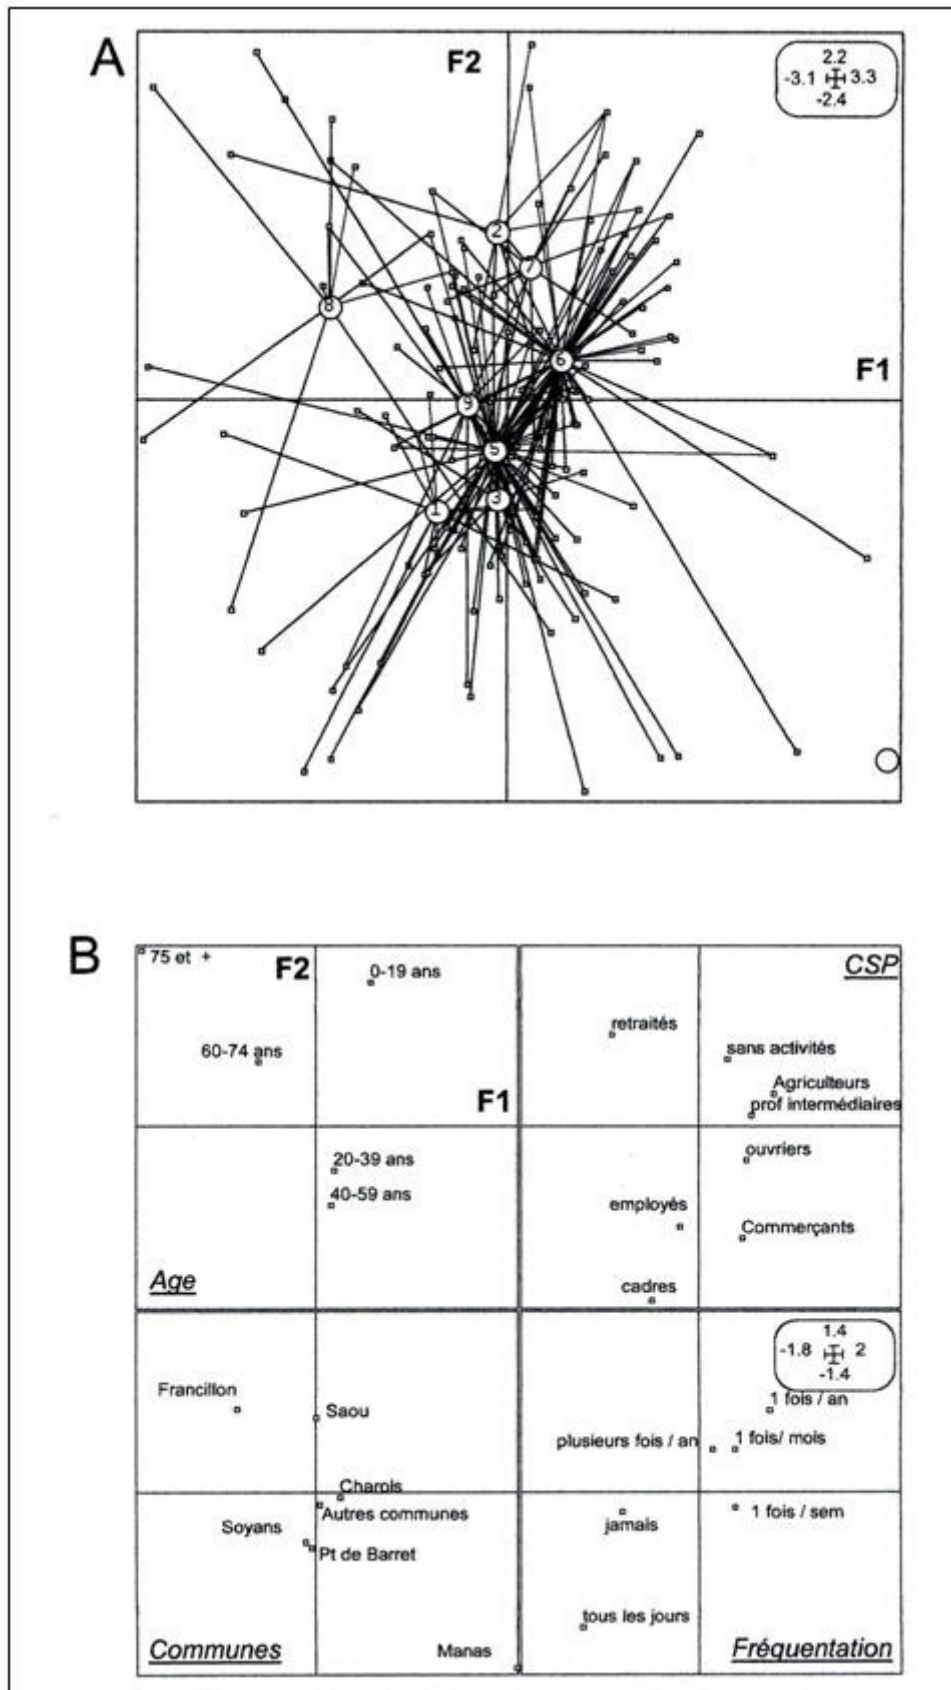 A
F2
2.2
-3.1 3.3
-2.4
2
7
8
6
F1
9
5
3
1
B
75 et +
F2
0-19 ans
CSP
retraités
60-74 ans
sans activités
Agriculteurs
F1
prof intermédiaires
20-39 ans
ouvriers
40-59 ans
employés
Commerçants
Age
cadres
1.4
-1.8 2
-1.4
Francillon
1 fois / an
Saou
plusieurs fois / an
1 fois/ mois
Charols
Autres communes
1 fois / sem
Soyans
jamais
Pt de Barret
tous les jours
Communes
Manas
Fréquentation